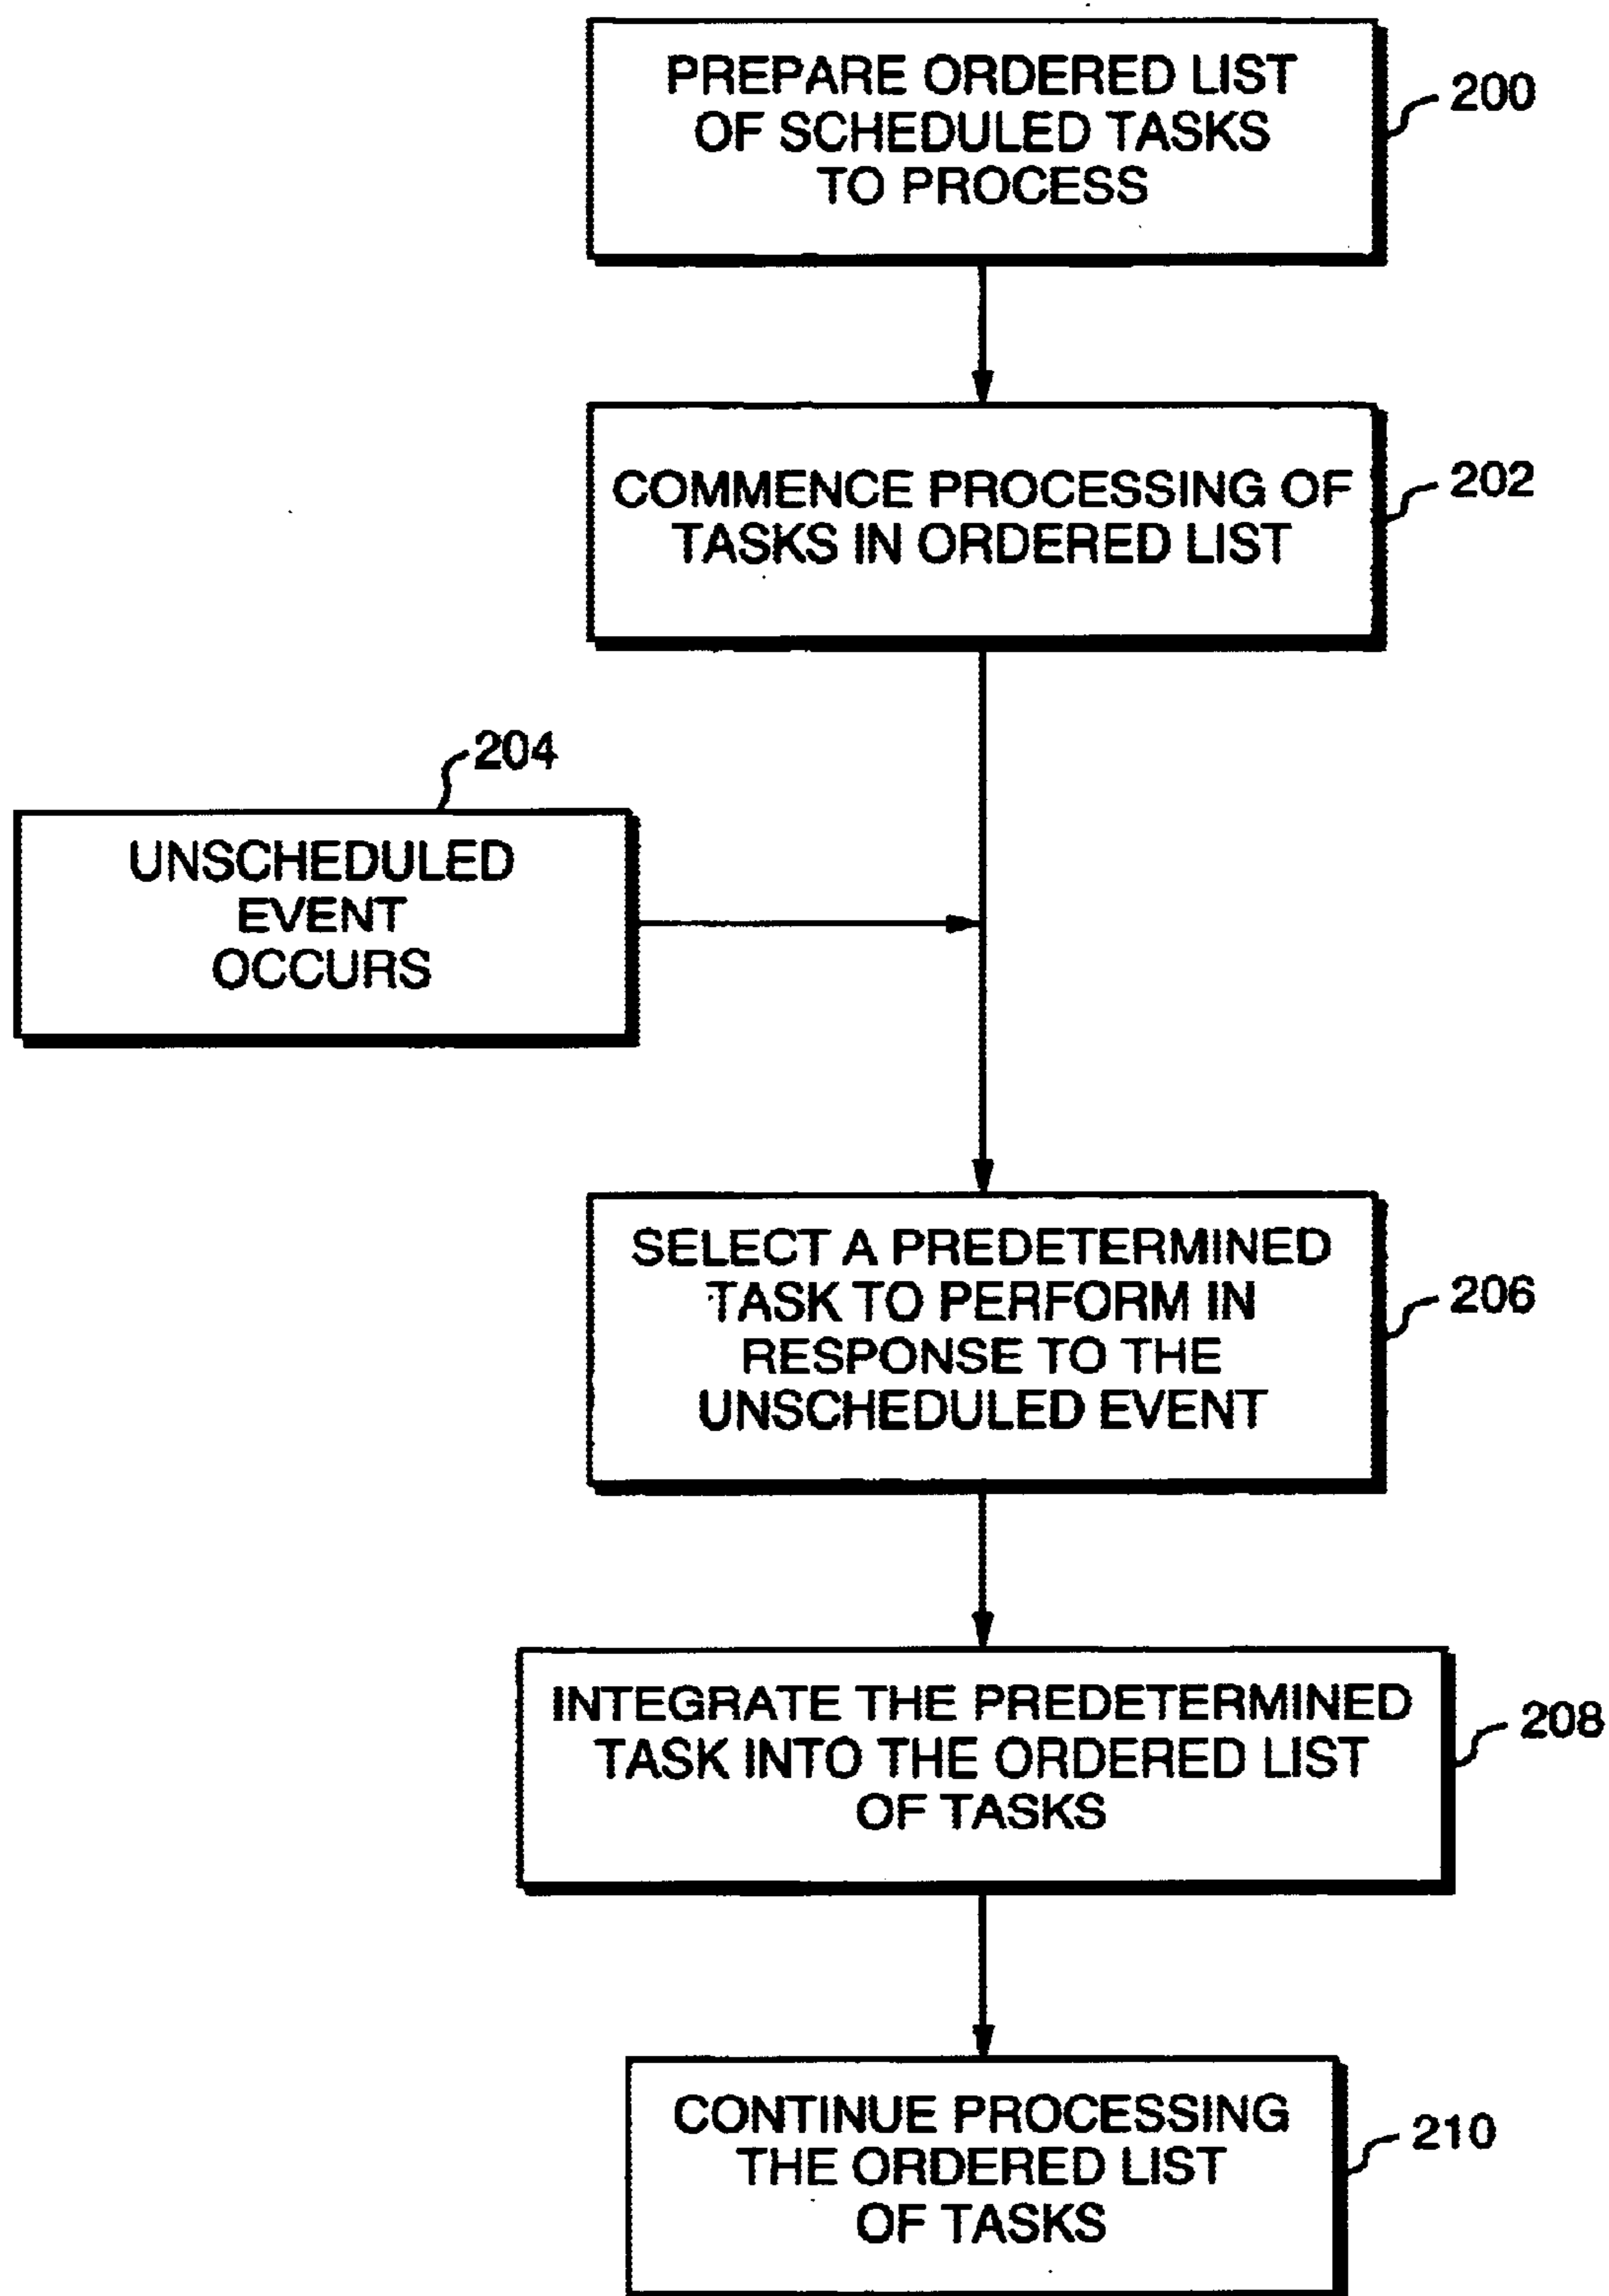 PREPARE ORDERED LIST
OF SCHEDULED TASKS
TO PROCESS
200
COMMENCE PROCESSING OF
TASKS IN ORDERED LIST
202
204
UNSCHEDULED
EVENT
OCCURS
SELECT A PREDETERMINED
TASK TO PERFORM IN
RESPONSE TO THE
UNSCHEDULED EVENT
206
INTEGRATE THE PREDETERMINED
TASK INTO THE ORDERED LIST
OF TASKS
208
CONTINUE PROCESSING
THE ORDERED LIST
OF TASKS
210